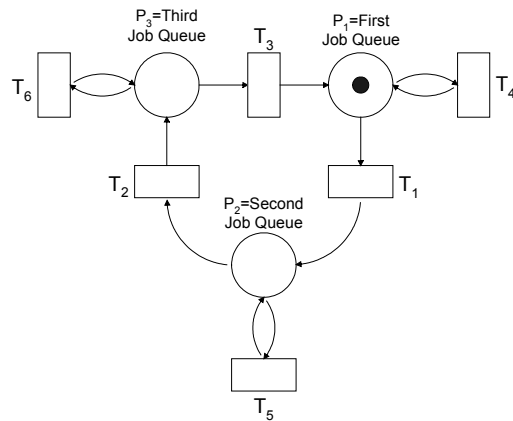 P3=Third
Job Queue
T3
P1=First
Job Queue
T6
T4
T2
T1
P2=Second
Job Queue
T5